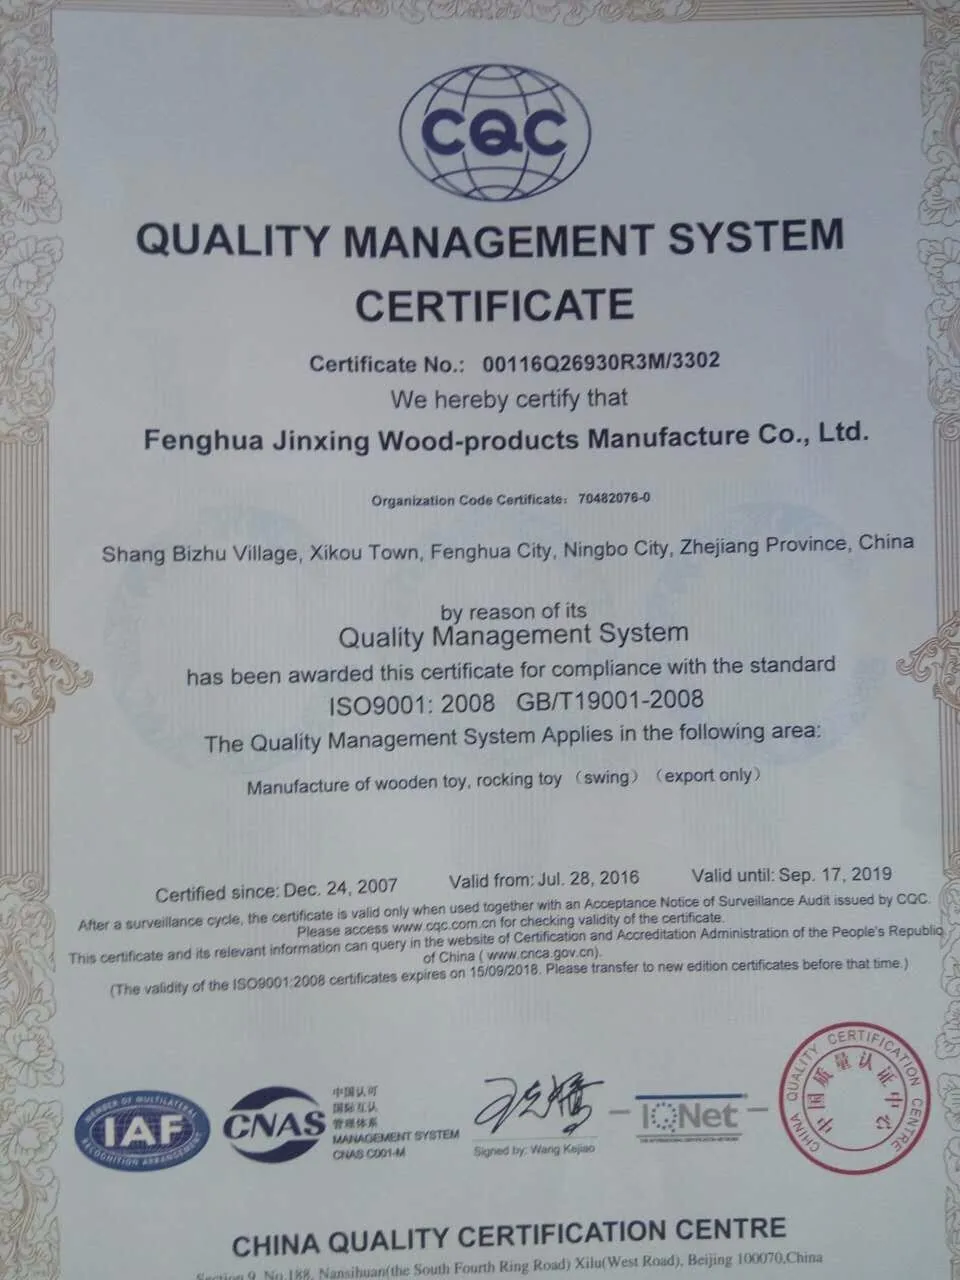 CQC
QUALITY MANAGEMENT SYSTEM
CERTIFICATE
Certificate No.: 00116Q26930R3M/3302
We hereby certify that
Fenghua Jinxing Wood-products Manufacture Co., Ltd.
Organization Code Certificate: 70482076-0
Shang Bizhu Village, Xikou Town, Fenghua City, Ningbo City, Zhejiang Province, China
by reason of its
Quality Management System
has been awarded this certificate for compliance with the standard
ISO9001: 2008 GB/T19001-2008
The Quality Management System Applies in the following area:
Manufacture of wooden toy, rocking toy （swing）（export only）
Certified since: Dec. 24, 2007 Valid from: Jul. 28, 2016 Valid until: Sep. 17, 2019
After a surveillance cycle, the certificate is valid only when used together with an Acceptance Notice of Surveillance Audit issued by CQC.
Please access www.cqc.com.cn for checking validity of the certificate.
This certificate and its relevant information can query in the website of Certification and Accreditation Administration of the People's Republic
of China ( www.cnca.gov.cn).
(The validity of the ISO9001:2008 certificates expires on 15/09/2018. Please transfer to new edition certificates before that time.)
MEMBER OF MULTILATERAL
IAF
RECOGNITION ARRANGEMENT
CNAS
中国认可
国际互认
管理体系
MANAGEMENT SYSTEM
CNAS C001-M
Signed by: Wang Kejiao
IQNet
CHINA QUALITY CERTIFICATION CENTRE
中国质量认证中心
CHINA QUALITY CERTIFICATION CENTRE
Section 9, No.188, Nansihuan(the South Fourth Ring Road) Xilu(West Road), Beijing 100070,China